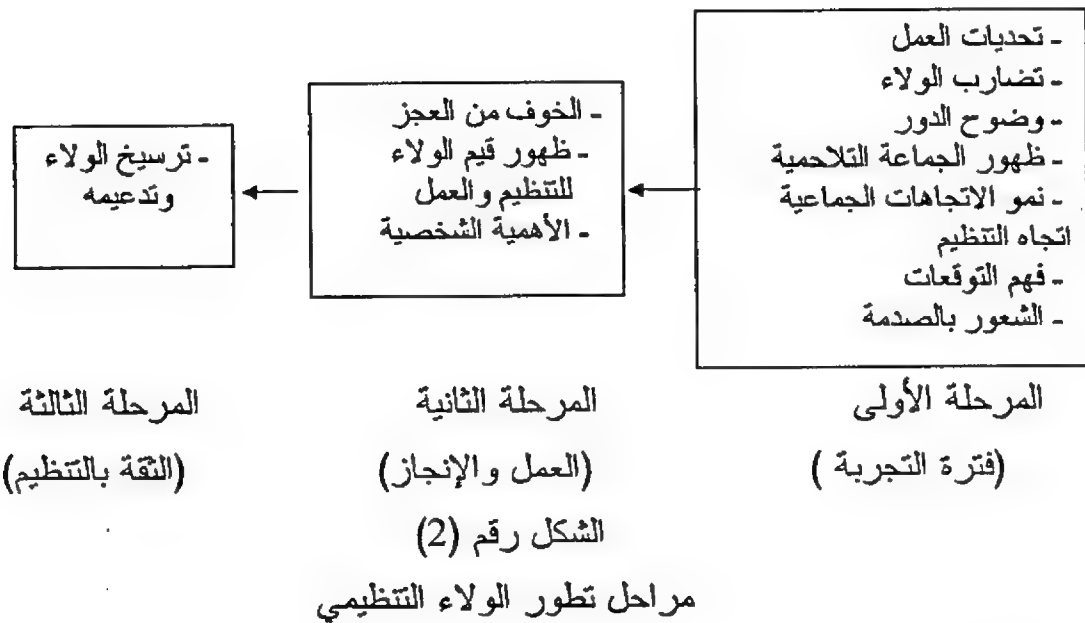 - تحديات العمل
- تضارب الولاء
- وضوح الدور
- ظهور الجماعة التلاحمية
- نمو الاتجاهات الجماعية
اتجاه التنظيم
- فهم التوقعات
- الشعور بالصدمة
- الخوف من العجز
- ظهور قيم الولاء
للتنظيم والعمل
- الأهمية الشخصية
- ترسيخ الولاء
وتدعيمه
المرحلة الأولى
(فترة التجربة )
المرحلة الثانية
(العمل والإنجاز)
المرحلة الثالثة
(الثقة بالتنظيم)
الشكل رقم (2)
مراحل تطور الولاء التنظيمي